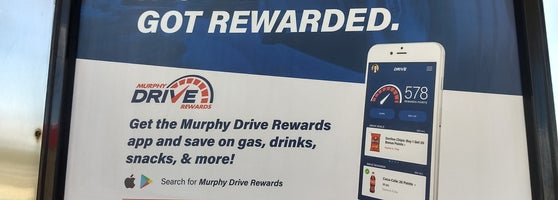 GOT REWARDED.
MURPHY
DRIVE
REWARDS
Get the Murphy Drive Rewards
app and save on gas, drinks,
snacks, & more!
Search for Murphy Drive Rewards
DRIVE
578